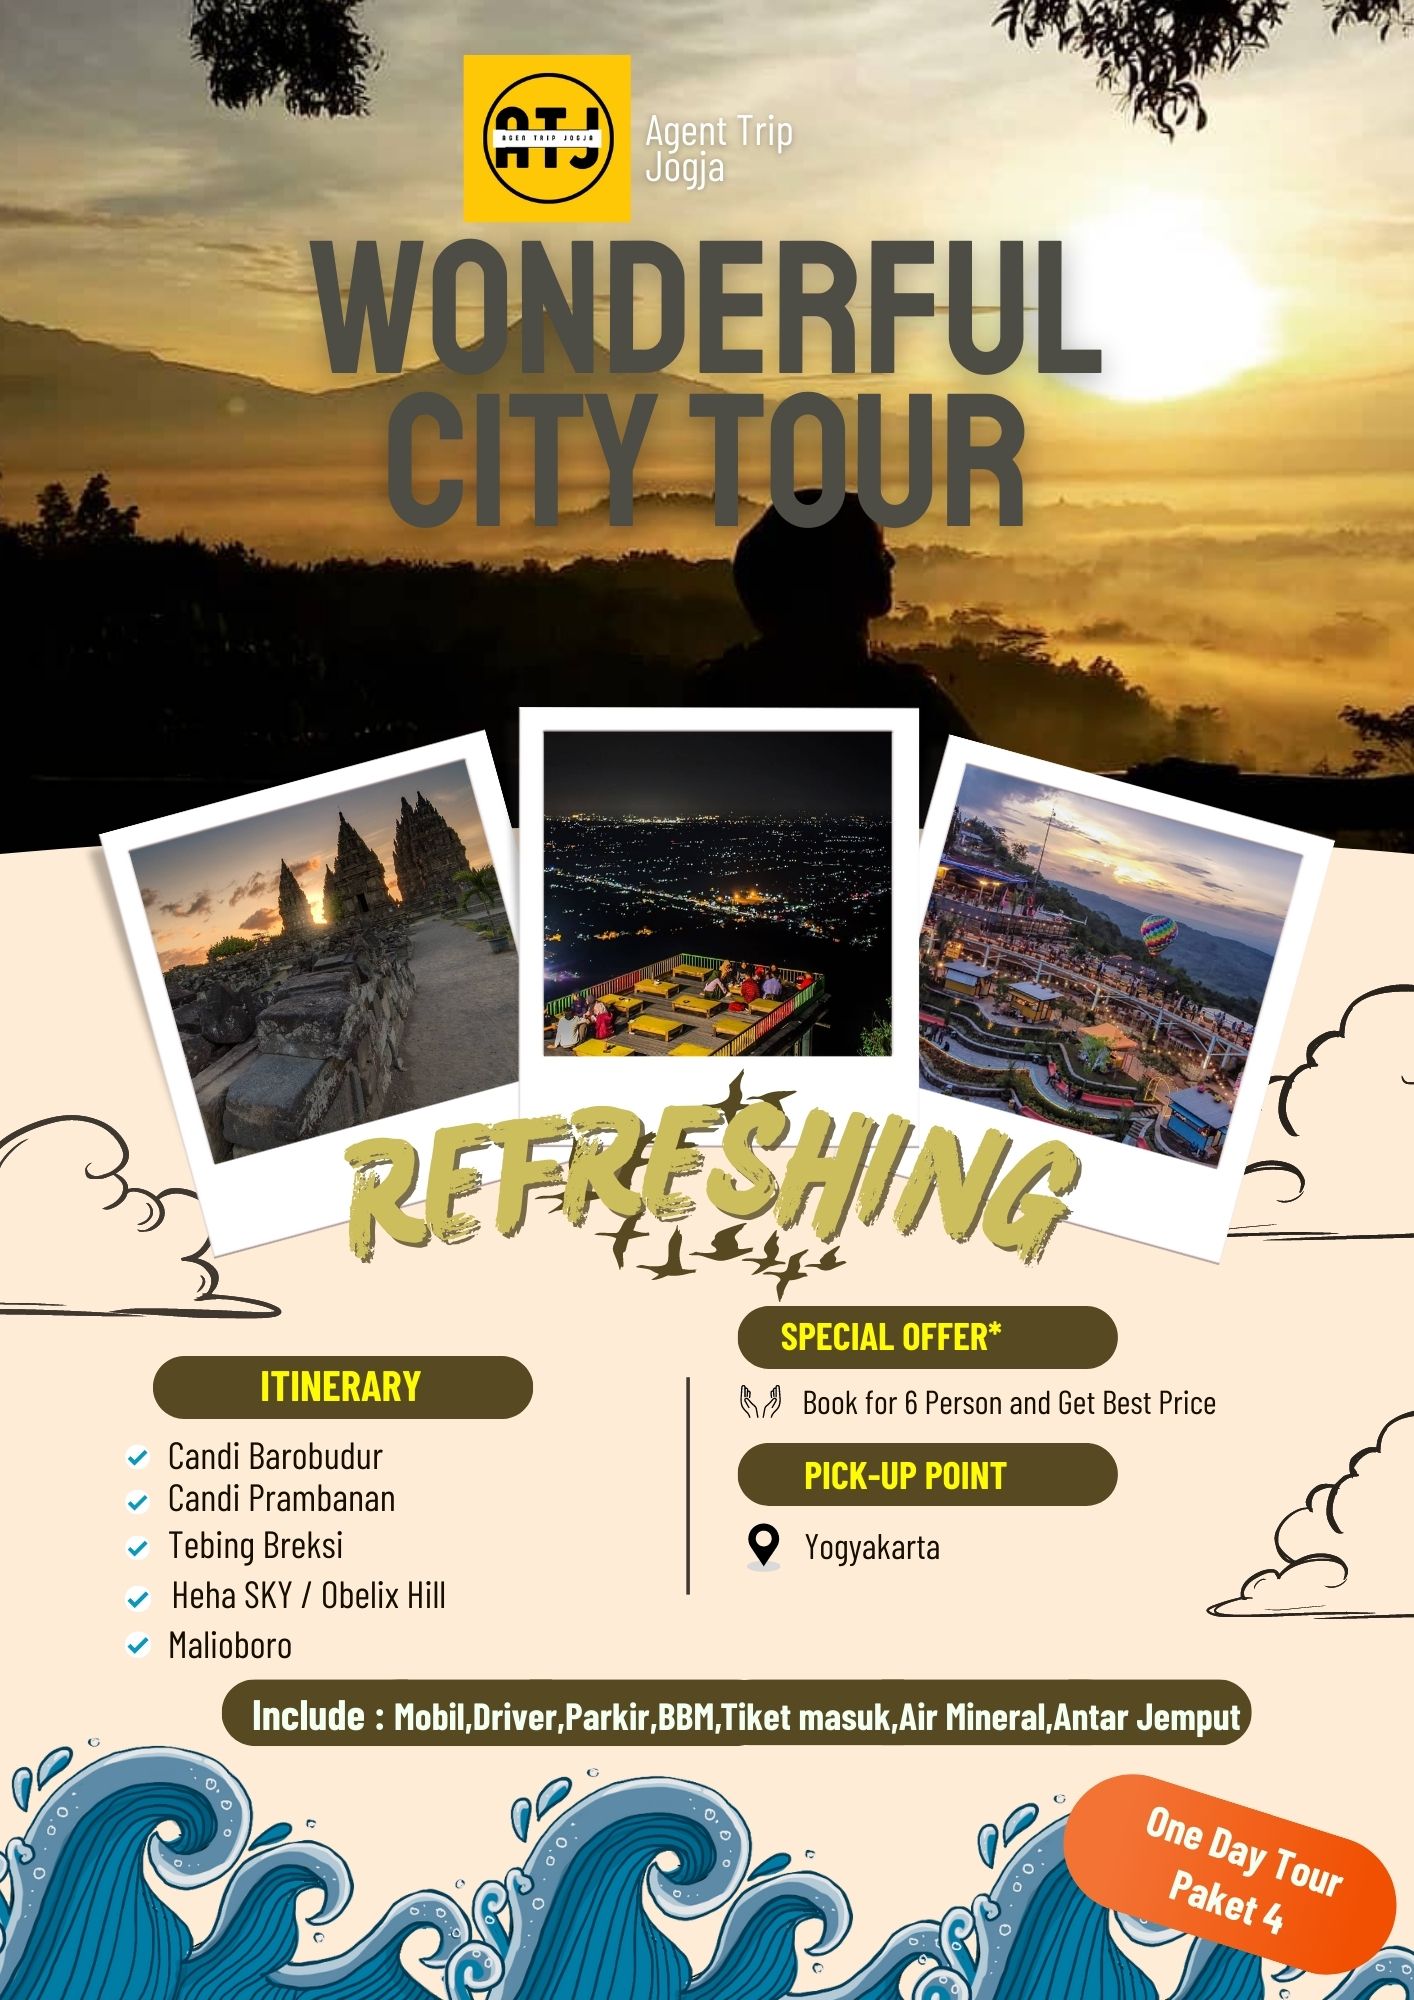 ATJ
AGEN TRIP JOGJA
Agent Trip
Jogja
WONDERFUL
CITY TOUR
REFRESHING
ITINERARY
Candi Barobudur
Candi Prambanan
Tebing Breksi
Heha SKY / Obelix Hill
Malioboro
SPECIAL OFFER*
Book for 6 Person and Get Best Price
PICK-UP POINT
Yogyakarta
Include : Mobil,Driver,Parkir,BBM,Tiket masuk,Air Mineral,Antar Jemput
One Day Tour
Paket 4